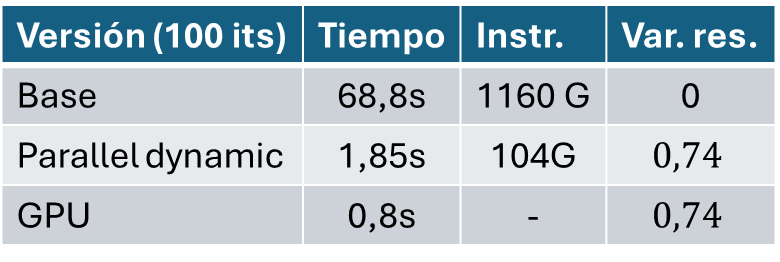 Versión (100 its) Tiempo Instr. Var. res.
Base 68,8s 1160 G 0
Parallel dynamic 1,85s 104G 0,74
GPU 0,8s - 0,74